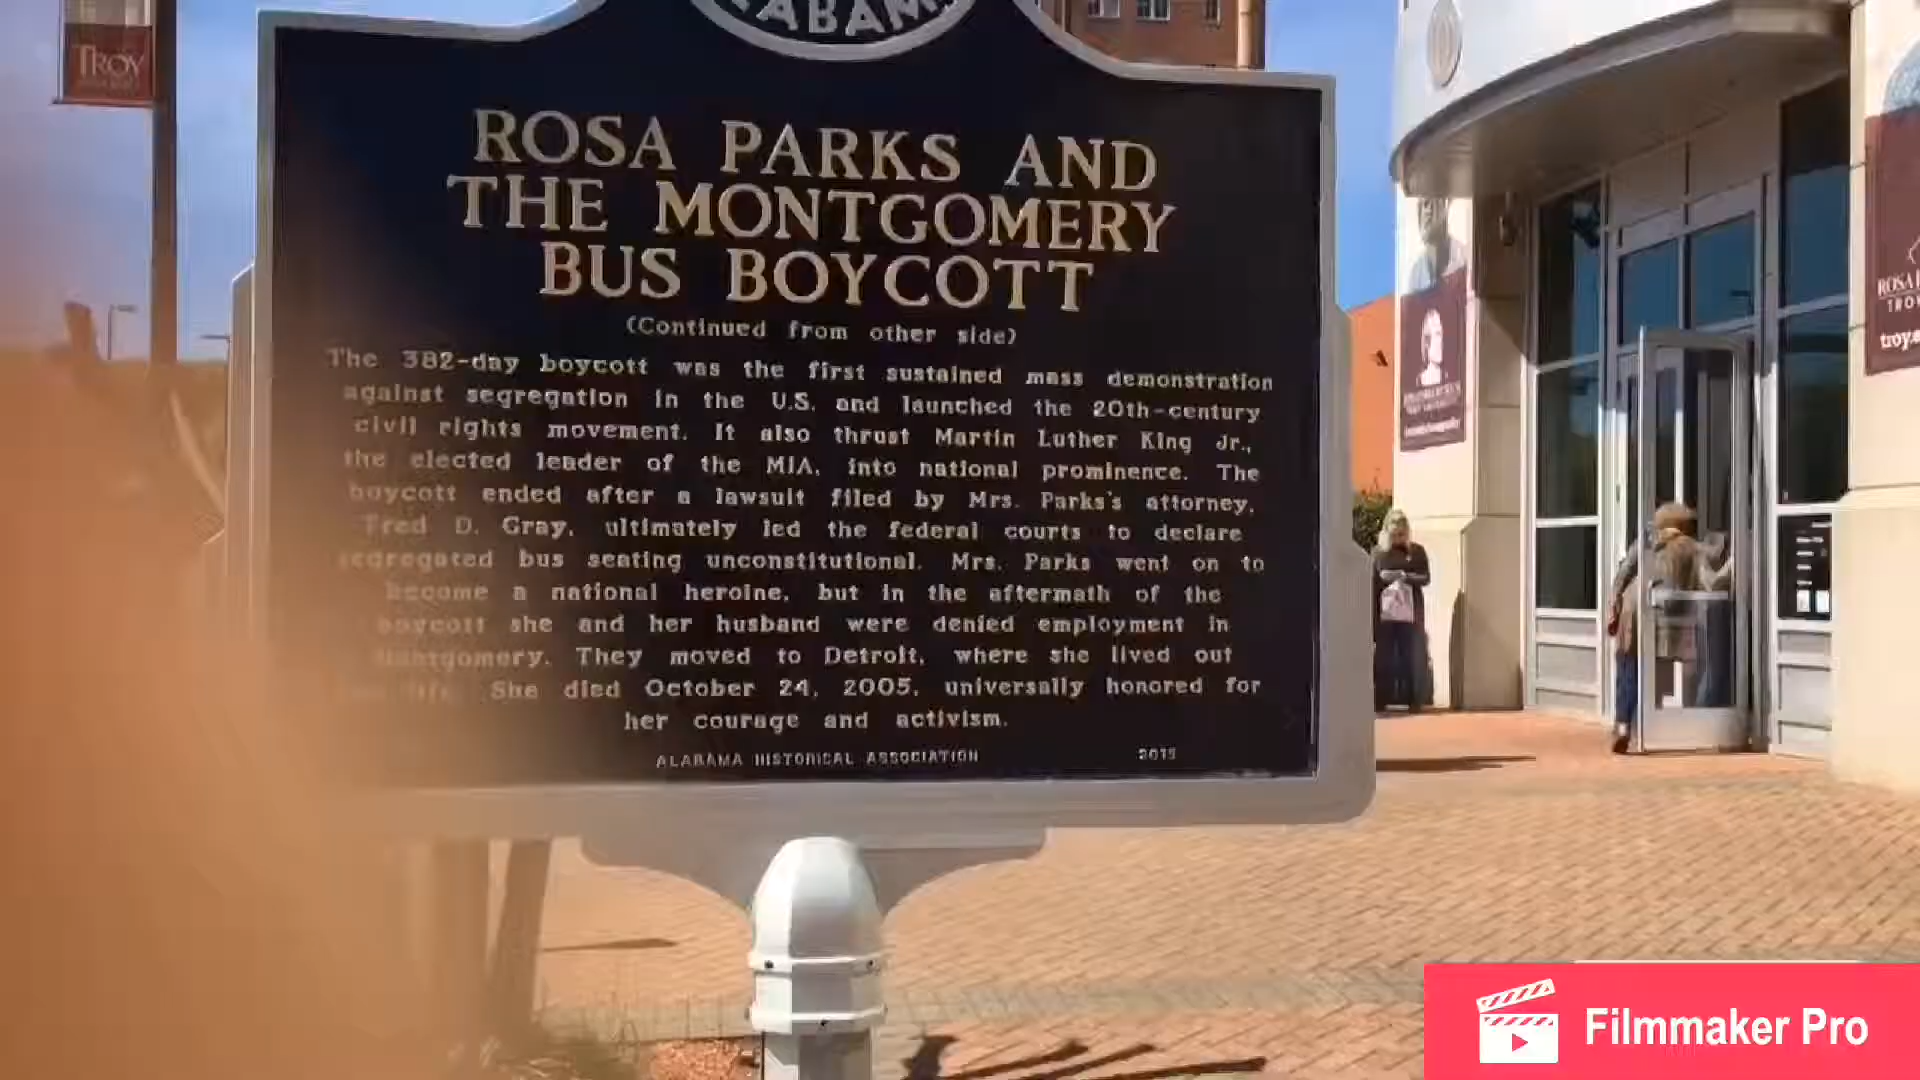 TROY
ALABAMA
ROSA PARKS AND
THE MONTGOMERY
BUS BOYCOTT
(Continued from other side)
The 382-day boycott was the first sustained mass demonstration
against segregation in the U.S. and launched the 20th-century
civil rights movement. It also thrust Martin Luther King Jr.,
the elected leader of the MIA, into national prominence. The
boycott ended after a lawsuit filed by Mrs. Parks's attorney,
Fred D. Gray, ultimately led the federal courts to declare
segregated bus seating unconstitutional. Mrs. Parks went on to
become a national heroine, but in the aftermath of the
boycott she and her husband were denied employment in
Montgomery. They moved to Detroit, where she lived out
life. She died October 24, 2005, universally honored for
her courage and activism.
ALABAMA HISTORICAL ASSOCIATION 2015
ROSA
TRO
troy.
Filmmaker Pro